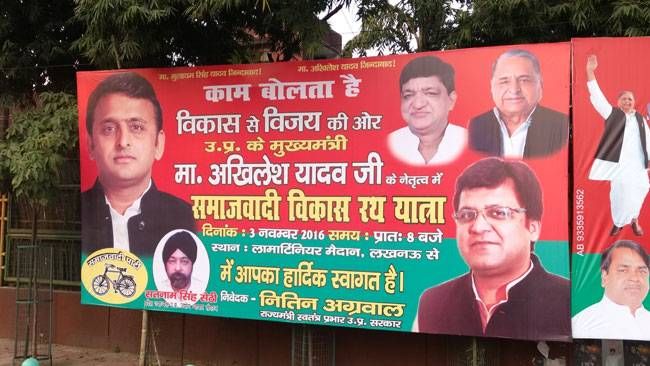 मा. मुलायम सिंह यादव जिन्दाबाद!
मा. अखिलेश यादव जिन्दाबाद!
काम बोलता है
विकास से विजय की ओर
उ.प्र. के मुख्यमंत्री
मा. अखिलेश यादव जी के नेतृत्व में
समाजवादी विकास रथ यात्रा
दिनांक : 3 नवम्बर 2016 समय : प्रातः 8 बजे
स्थान : लामार्टिनियर मैदान, लखनऊ से
में आपका हार्दिक स्वागत है।
समाजवादी पार्टी
सतनाम सिंह सेठी
निवेदक - नितिन अग्रवाल
राज्यमंत्री स्वतंत्र प्रभार उ.प्र. सरकार
AB 9335913562